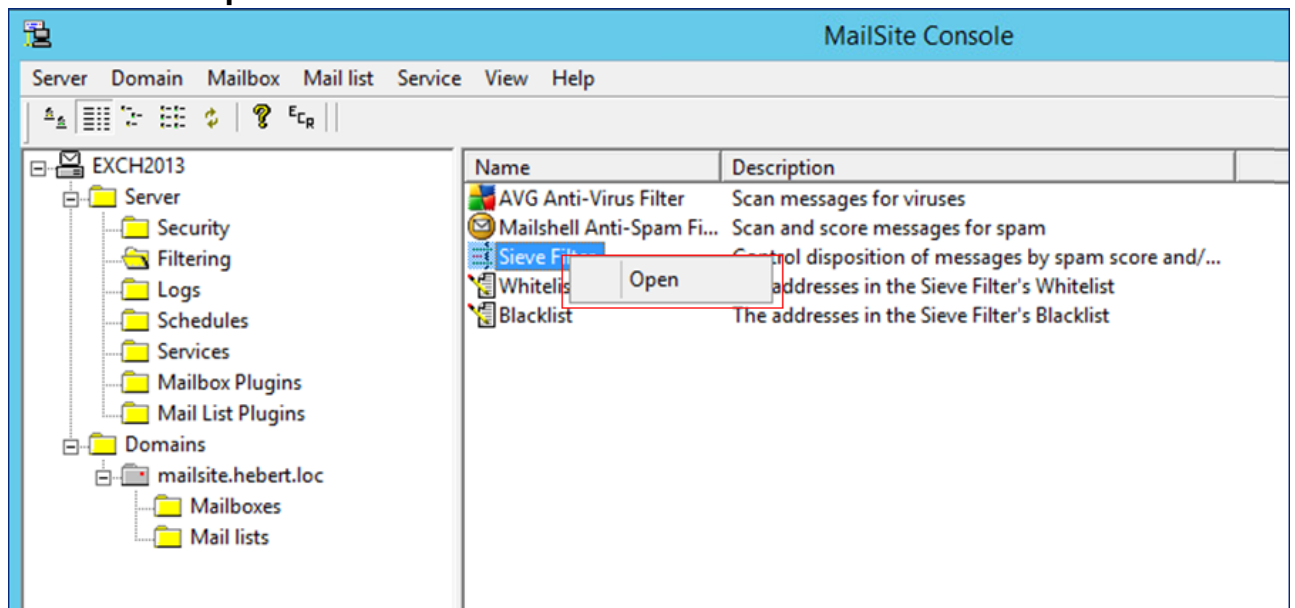 MailSite Console
Server Domain Mailbox Mail list Service View Help
EXCH2013
Server
Security
Filtering
Logs
Schedules
Services
Mailbox Plugins
Mail List Plugins
Domains
mailsite.hebert.loc
Mailboxes
Mail lists
Name Description
AVG Anti-Virus Filter Scan messages for viruses
Mailshell Anti-Spam Fi... Scan and score messages for spam
Sieve disposition of messages by spam score and/...
Open
addresses in the Sieve Filter's Whitelist
Blacklist The addresses in the Sieve Filter's Blacklist